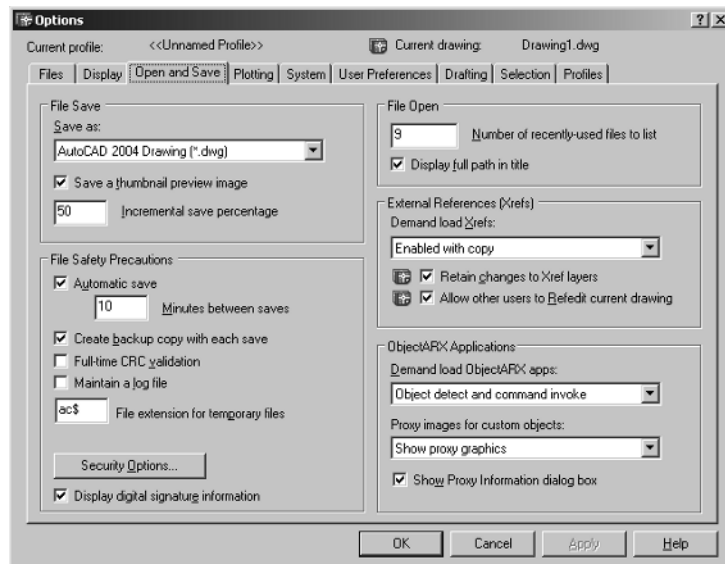 Options
Current profile: <<Unnamed Profile>> Current drawing: Drawing1.dwg
Files Display Open and Save Plotting System User Preferences Drafting Selection Profiles
File Save
Save as:
AutoCAD 2004 Drawing (*.dwg)
Save a thumbnail preview image
50 Incremental save percentage
File Safety Precautions
Automatic save
10 Minutes between saves
Create backup copy with each save
Full-time CRC validation
Maintain a log file
ac$ File extension for temporary files
Security Options...
Display digital signature information
File Open
9 Number of recently-used files to list
Display full path in title
External References (Xrefs)
Demand load Xrefs:
Enabled with copy
Retain changes to Xref layers
Allow other users to Refedit current drawing
ObjectARX Applications
Demand load ObjectARX apps:
Object detect and command invoke
Proxy images for custom objects:
Show proxy graphics
Show Proxy Information dialog box
OK Cancel Apply Help